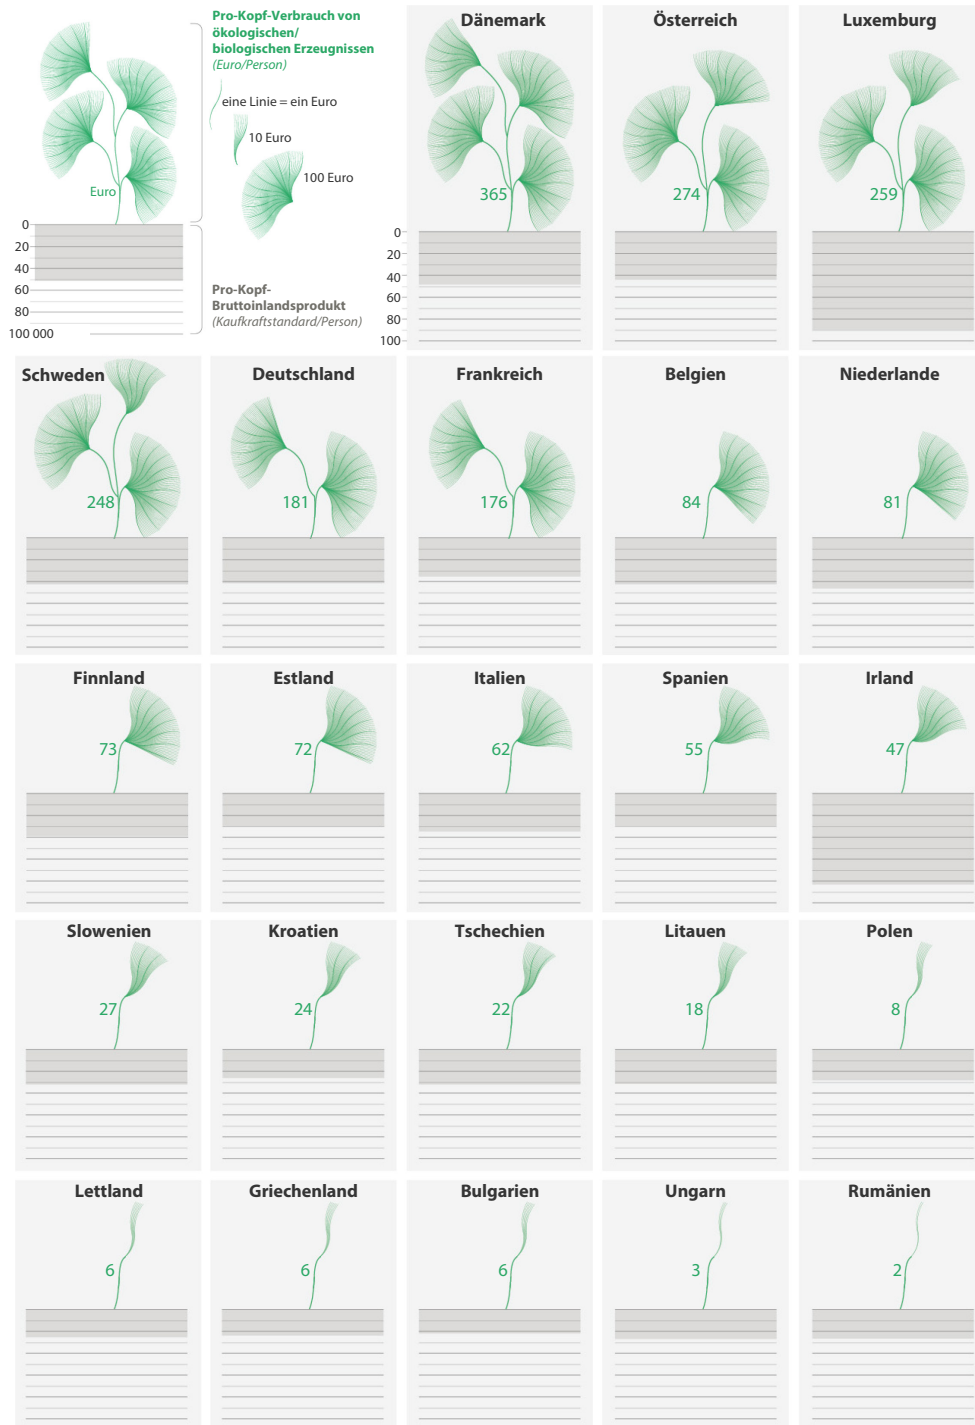 Pro-Kopf-Verbrauch von
ökologischen/
biologischen Erzeugnissen
(Euro/Person)
eine Linie = ein Euro
10 Euro
100 Euro
Euro
0
20
40
60
80
100 000
Pro-Kopf-
Bruttoinlandsprodukt
(Kaufkraftstandard/Person)
Dänemark
365
0
20
40
60
80
100
Österreich
274
Luxemburg
259
Schweden
248
Deutschland
181
Frankreich
176
Belgien
84
Niederlande
81
Finnland
73
Estland
72
Italien
62
Spanien
55
Irland
47
Slowenien
27
Kroatien
24
Tschechien
22
Litauen
18
Polen
8
Lettland
6
Griechenland
6
Bulgarien
6
Ungarn
3
Rumänien
2